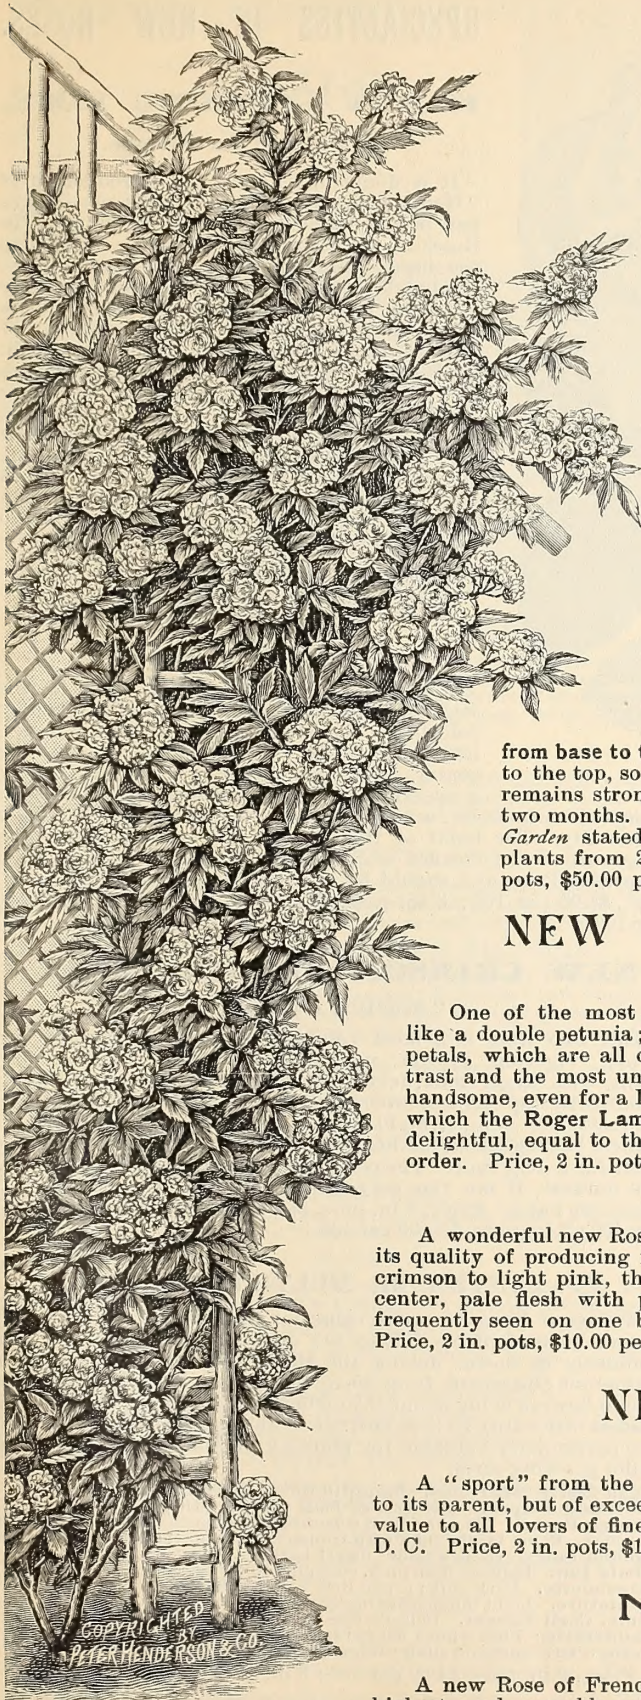 from base to
to the top, so
remains stron
two months.
Garden stated
plants from
pots, $50.00 p
NEW
One of the most
like a double petunia;
petals, which are all
trast and the most un
handsome, even for a
which the Roger Lam
delightful, equal to th
order. Price, 2 in. pot
A wonderful new Ros
its quality of producing
crimson to light pink, th
center, pale flesh with
frequently seen on one
Price, 2 in. pots, $10.00 pe
A "sport" from the
to its parent, but of excee
value to all lovers of fine
D. C. Price, 2 in. pots, $1
COPYRIGHTED
BY
PETER HENDERSON & CO.
A new Rose of Frenc